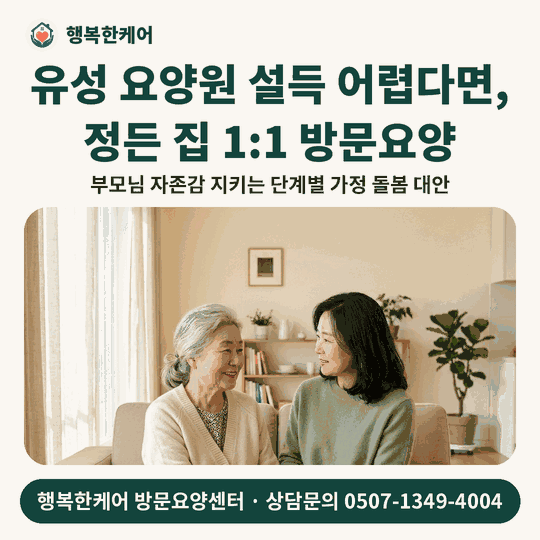 행복한케어
유성 요양원 설득 어렵다면,
정든 집 1:1 방문요양
부모님 자존감 지키는 단계별 가정 돌봄 대안
행복한케어 방문요양센터 · 상담문의 0507-1349-4004